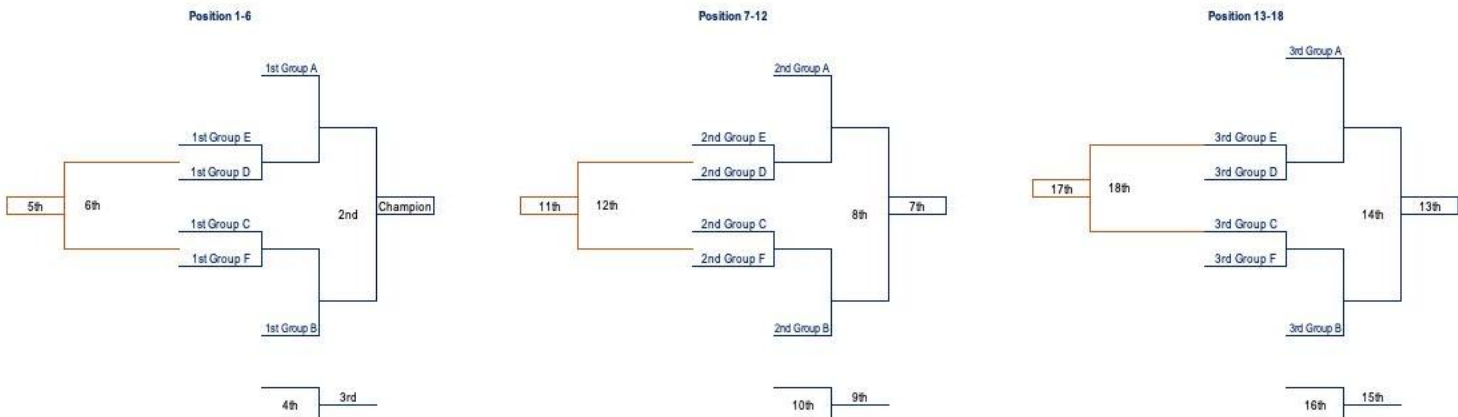 Position 1-6
1st Group A
1st Group E
1st Group D
5th
6th
2nd
Champion
1st Group C
1st Group F
1st Group B
4th
3rd
Position 7-12
2nd Group A
2nd Group E
2nd Group D
11th
12th
8th
7th
2nd Group C
2nd Group F
2nd Group B
10th
9th
Position 13-18
3rd Group A
3rd Group E
3rd Group D
17th
18th
14th
13th
3rd Group C
3rd Group F
3rd Group B
16th
15th